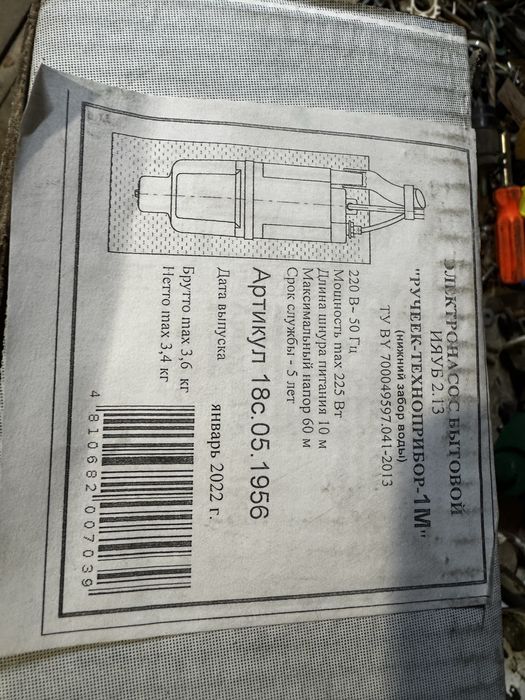 ЭЛЕКТРОНАСОС БЫТОВОЙ
ИЯУБ 2.13
"РУЧЕЕК-ТЕХНОПРИБОР-1М"
(нижний забор воды)
ТУ BY 700049597.041-2013
220 В~ 50 Гц
Мощность max 225 Вт
Длина шнура питания 10 м
Максимальный напор 60 м
Срок службы - 5 лет
Артикул 18с.05.1956
Дата выпуска январь 2022 г.
Брутто max 3,6 кг
Нетто max 3,4 кг
4 810682 007039